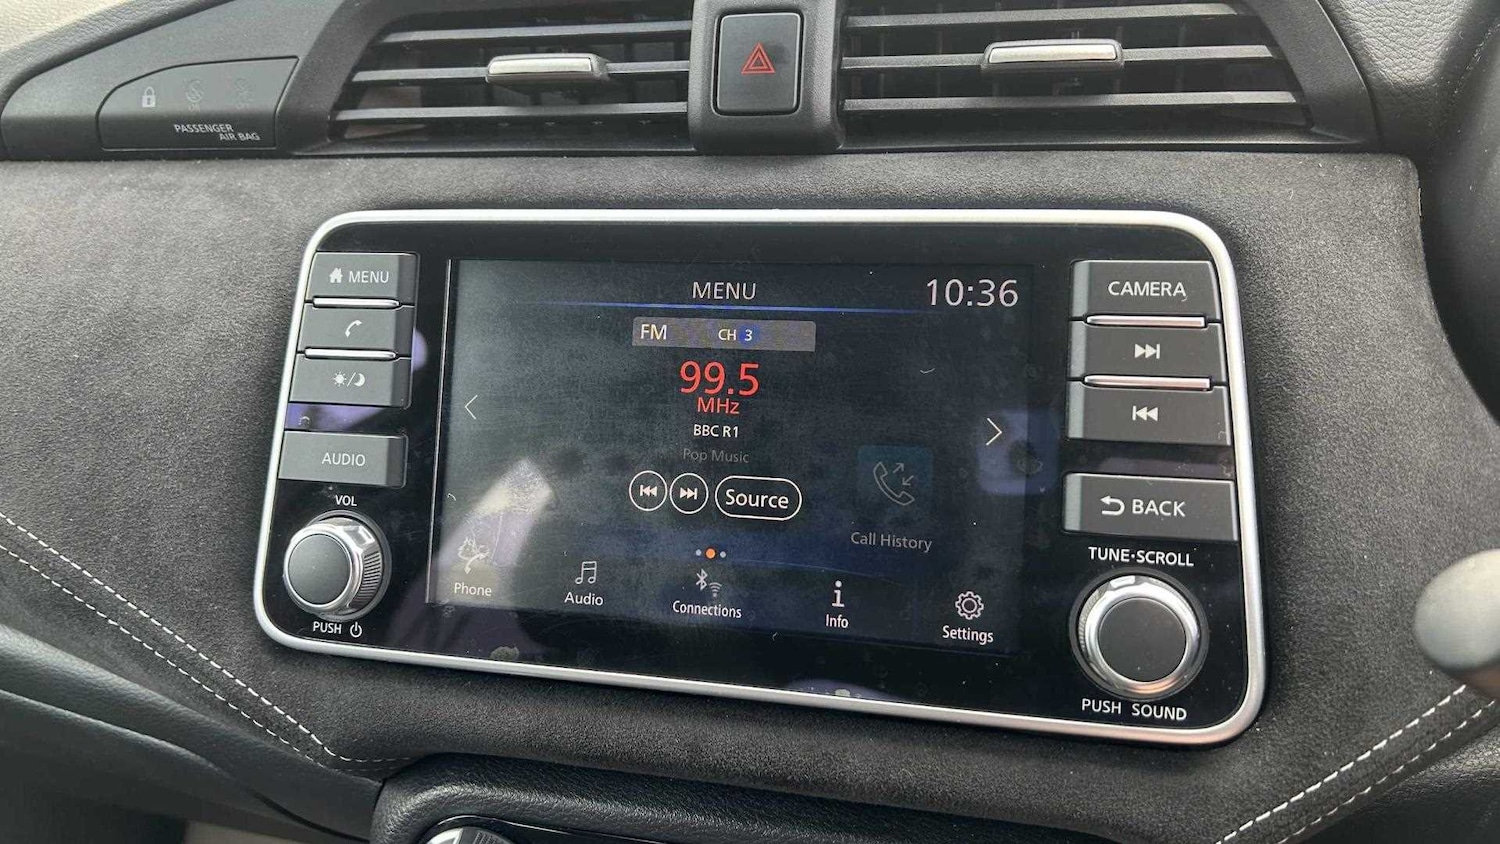 PASSENGER
AIR BAG
MENU
AUDIO
VOL
PUSH
MENU
10:36
FM CH 3
99.5
MHz
BBC R1
Pop Music
Source
Call History
Phone
Audio
Connections
Info
Settings
CAMERA
BACK
TUNE·SCROLL
PUSH SOUND